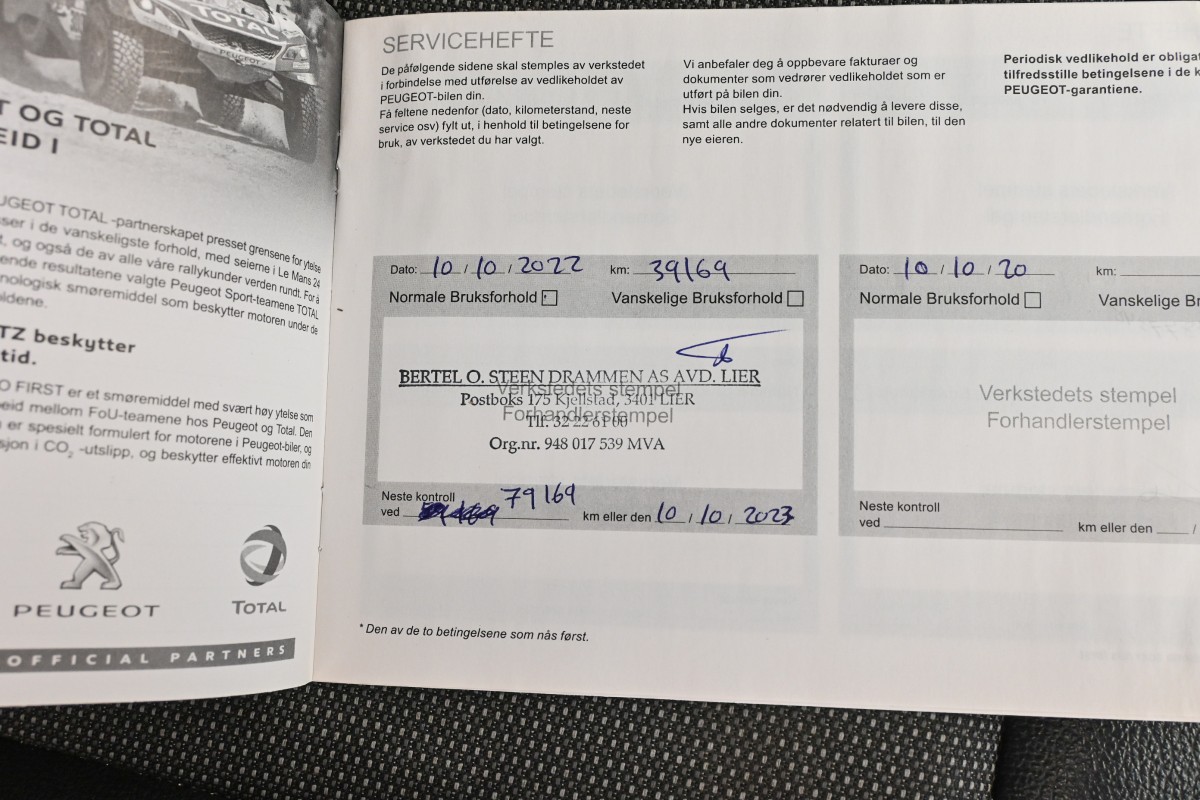 TOTAL
PEUGEOT
T OG TOTAL
EID I
UGEOT TOTAL -partnerskapet presset grensene for ytelse
ser i de vanskeligste forhold, med seierne i Le Mans 24
t, og også de av alle våre rallykunder verden rundt. For å
ende resultatene valgte Peugeot Sport-teamene TOTAL
nologisk smøremiddel som beskytter motoren under de
ldene.
TZ beskytter
tid.
O FIRST er et smøremiddel med svært høy ytelse som
eid mellom FoU-teamene hos Peugeot og Total. Den
er spesielt formulert for motorene i Peugeot-biler, og
sjon i CO₂ -utslipp, og beskytter effektivt motoren din
PEUGEOT
TOTAL
OFFICIAL PARTNERS
SERVICEHEFTE
De påfølgende sidene skal stemples av verkstedet
i forbindelse med utførelse av vedlikeholdet av
PEUGEOT-bilen din.
Få feltene nedenfor (dato, kilometerstand, neste
service osv) fylt ut, i henhold til betingelsene for
bruk, av verkstedet du har valgt.
Vi anbefaler deg å oppbevare fakturaer og
dokumenter som vedrører vedlikeholdet som er
utført på bilen din.
Hvis bilen selges, er det nødvendig å levere disse,
samt alle andre dokumenter relatert til bilen, til den
nye eieren.
Periodisk vedlikehold er obligat
tilfredsstille betingelsene i de k
PEUGEOT-garantiene.
Dato: 10 / 10 / 2022 km: 39169
Normale Bruksforhold Vanskelige Bruksforhold
BERTEL O. STEEN DRAMMEN AS AVD. LIER
Verkstedets stempel
Postboks 175 Kjellstad, 3401 LIER
Forhandlerstempel
Tlf. 32 22 61 00
Org.nr. 948 017 539 MVA
Neste kontroll 79169
ved km eller den 10 / 10 / 2023
Dato: 10 / 10 / 20 km:
Normale Bruksforhold Vanskelige Br
Verkstedets stempel
Forhandlerstempel
Neste kontroll
ved km eller den /
* Den av de to betingelsene som nås først.